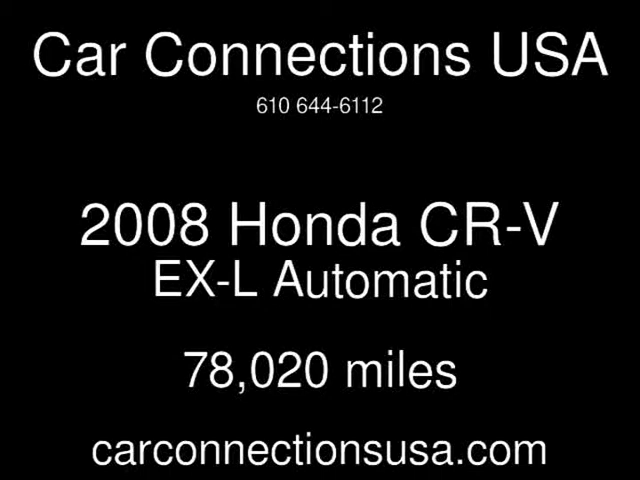 Car Connections USA
610 644-6112
2008 Honda CR-V
EX-L Automatic
78,020 miles
carconnectionsusa.com